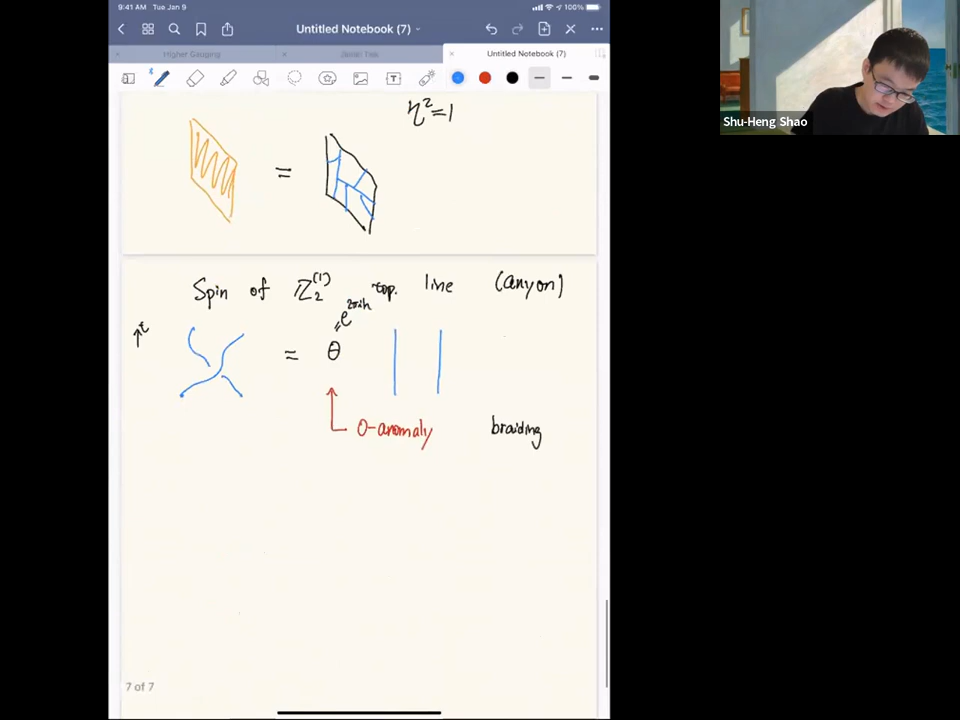 9:41 AM Tue Jan 9
100%
Untitled Notebook (7)
Higher Gauging
Untitled Notebook (7)
Shu-Heng Shao
η²=1
=
Spin of ℤ₂⁽¹⁾ top. line (anyon)
= e^{2πih}
↑t
= θ
0-anomaly braiding
7 of 7